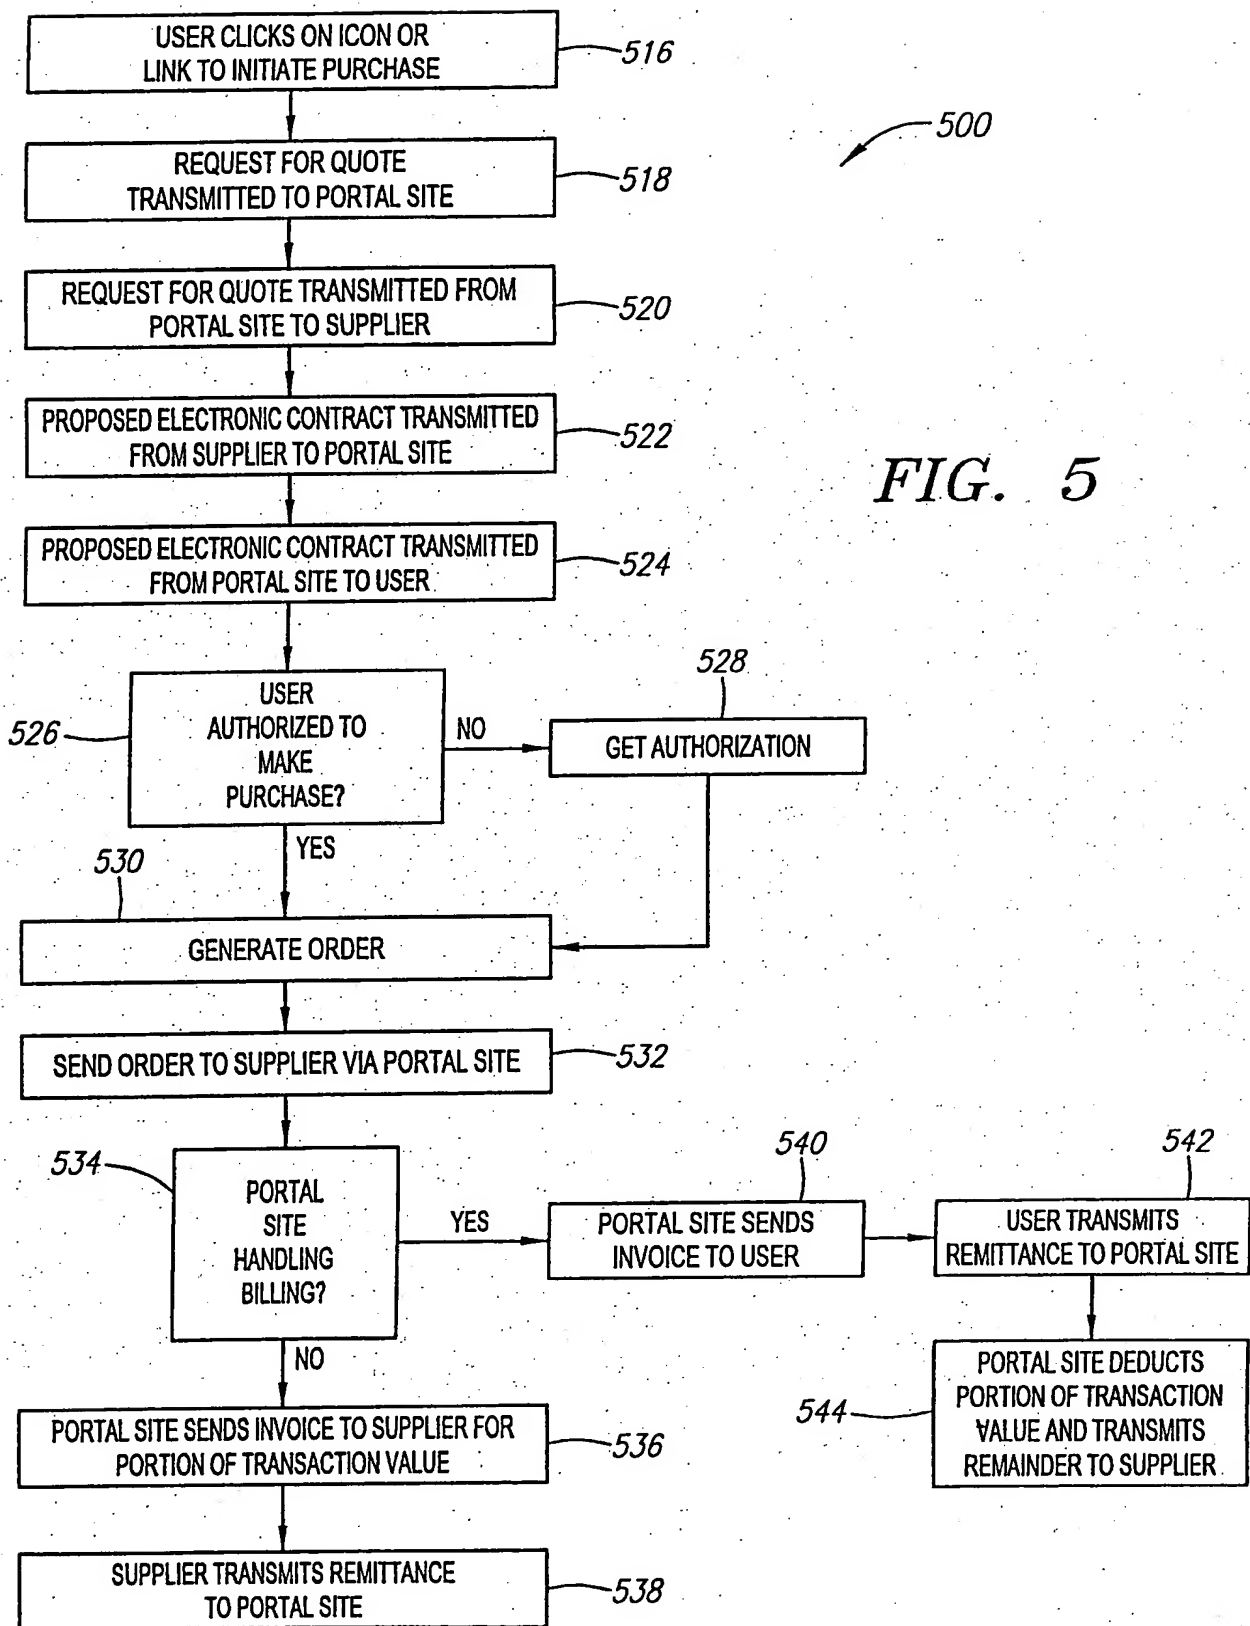 USER CLICKS ON ICON OR
LINK TO INITIATE PURCHASE
516
500
REQUEST FOR QUOTE
TRANSMITTED TO PORTAL SITE
518
REQUEST FOR QUOTE TRANSMITTED FROM
PORTAL SITE TO SUPPLIER
520
PROPOSED ELECTRONIC CONTRACT TRANSMITTED
FROM SUPPLIER TO PORTAL SITE
522
FIG. 5
PROPOSED ELECTRONIC CONTRACT TRANSMITTED
FROM PORTAL SITE TO USER
524
526
USER
AUTHORIZED TO
MAKE
PURCHASE?
NO
528
GET AUTHORIZATION
YES
530
GENERATE ORDER
SEND ORDER TO SUPPLIER VIA PORTAL SITE
532
534
PORTAL
SITE
HANDLING
BILLING?
YES
540
PORTAL SITE SENDS
INVOICE TO USER
542
USER TRANSMITS
REMITTANCE TO PORTAL SITE
544
PORTAL SITE DEDUCTS
PORTION OF TRANSACTION
VALUE AND TRANSMITS
REMAINDER TO SUPPLIER
NO
PORTAL SITE SENDS INVOICE TO SUPPLIER FOR
PORTION OF TRANSACTION VALUE
536
SUPPLIER TRANSMITS REMITTANCE
TO PORTAL SITE
538